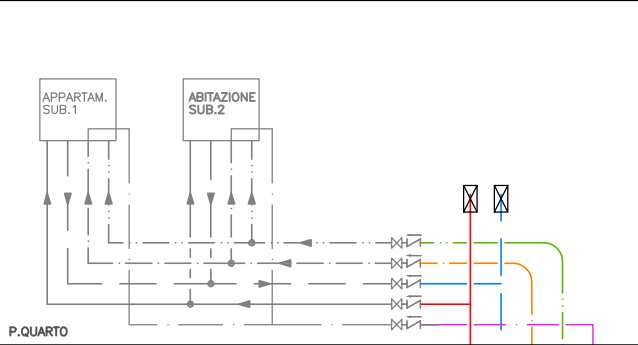 APPARTAM.
SUB.1
ABITAZIONE
SUB.2
P.QUARTO